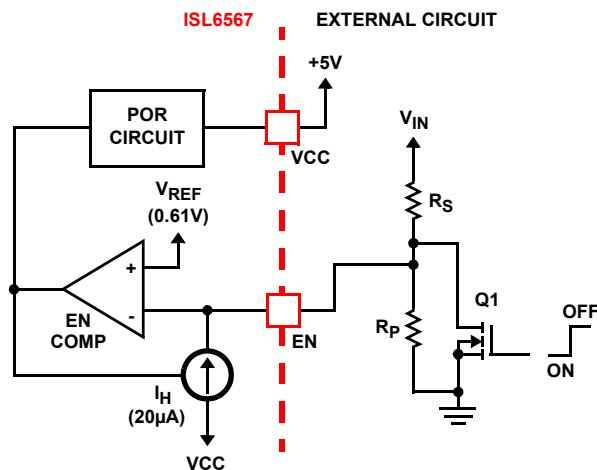 ISL6567
EXTERNAL CIRCUIT
+5V
POR
CIRCUIT
VCC
VIN
VREF
(0.61V)
RS
+
-
EN
COMP
EN
RP
Q1
OFF
ON
IH
(20µA)
VCC